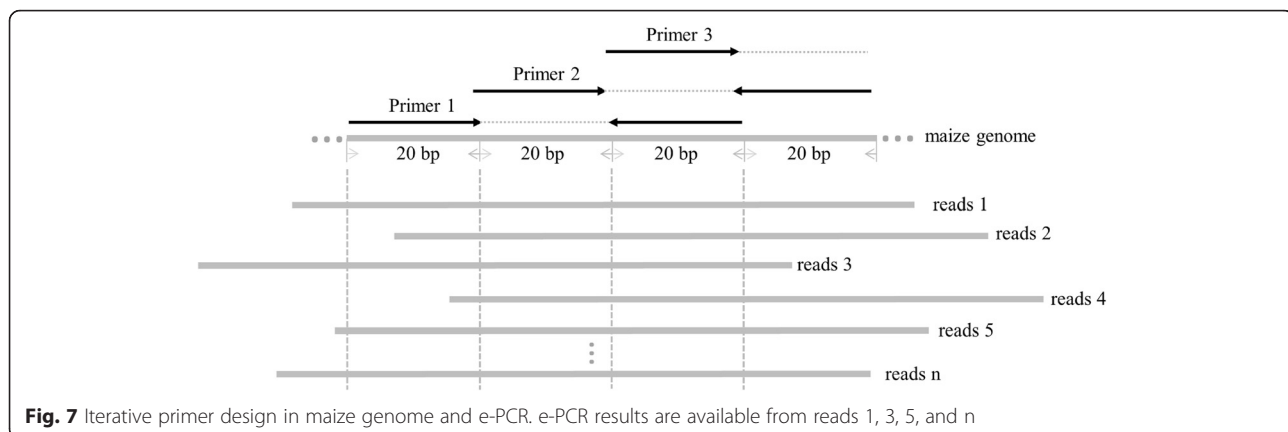 Primer 3
Primer 2
Primer 1
maize genome
20 bp 20 bp 20 bp 20 bp
reads 1
reads 2
reads 3
reads 4
reads 5
reads n
Fig. 7 Iterative primer design in maize genome and e-PCR. e-PCR results are available from reads 1, 3, 5, and n